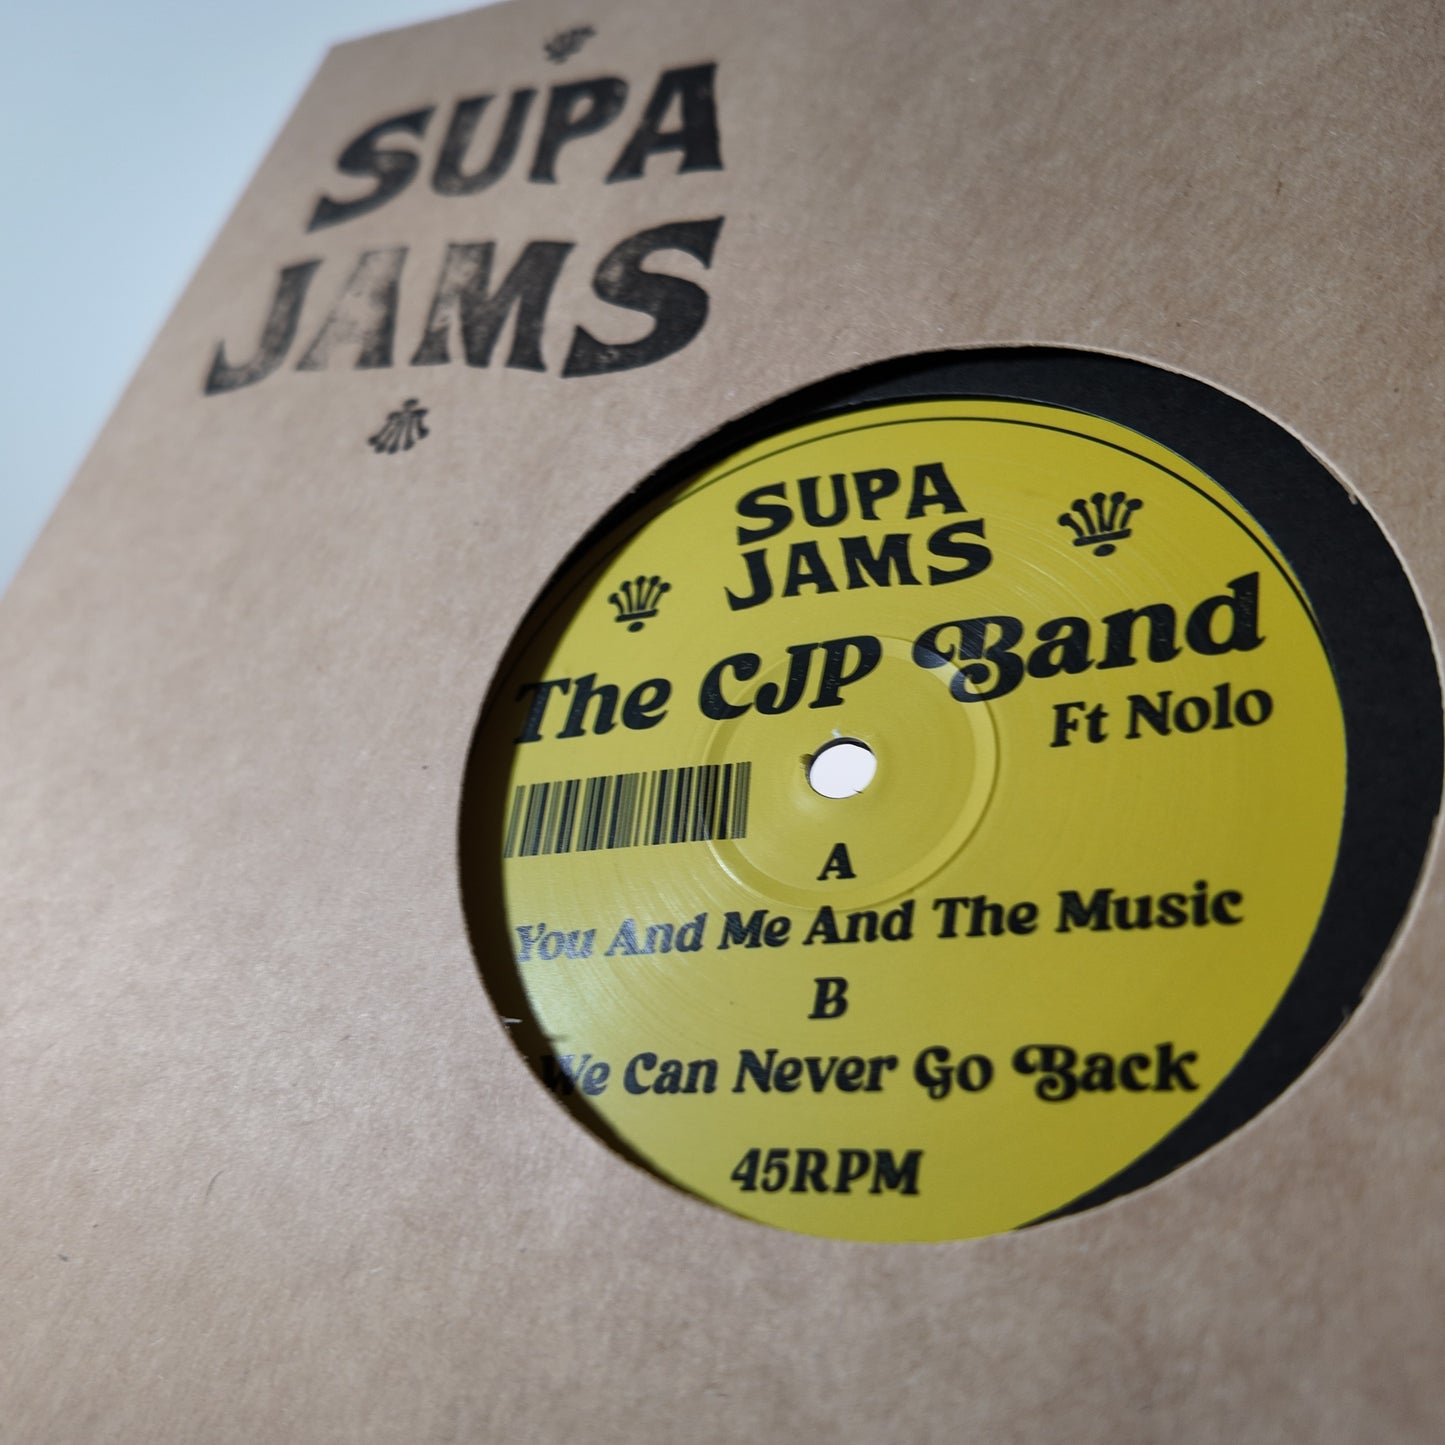 SUPA
JAMS
SUPA
JAMS
The CJP Band
Ft Nolo
A
You And Me And The Music
B
We Can Never Go Back
45RPM